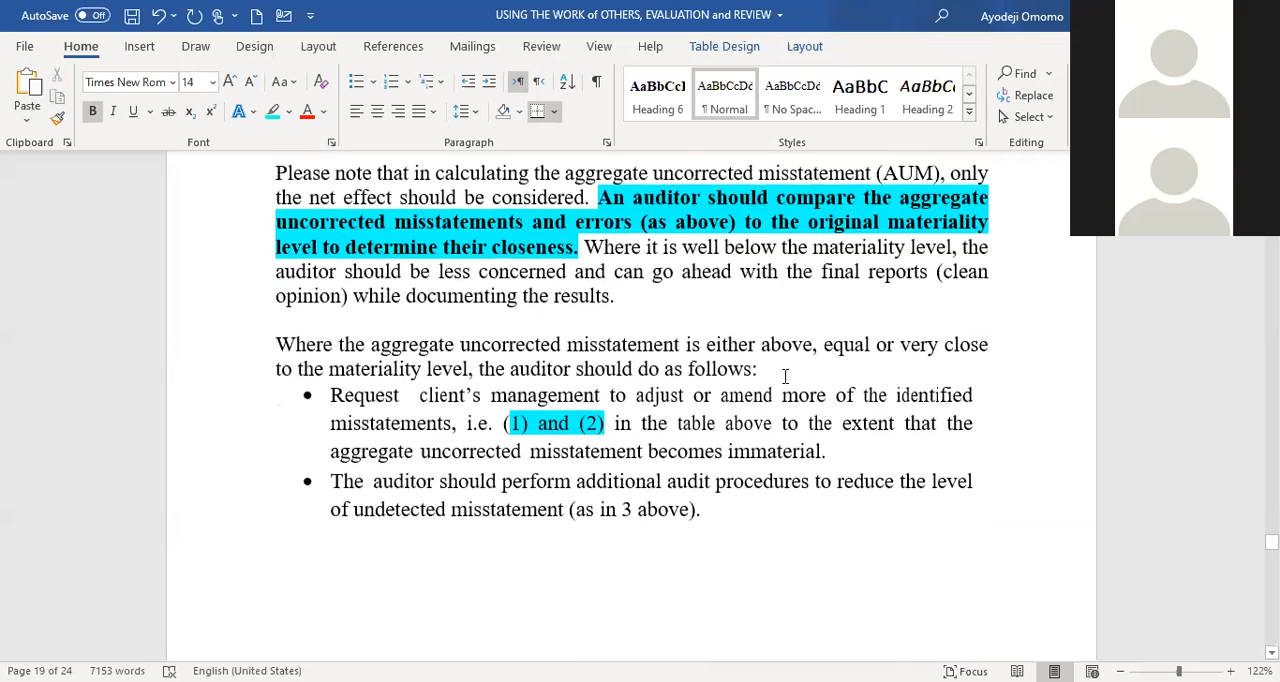 AutoSave Off USING THE WORK of OTHERS, EVALUATION and REVIEW Ayodeji Omomo
File Home Insert Draw Design Layout References Mailings Review View Help Table Design Layout
Paste Times New Rom 14 A A Aa A AaBbCcI AaBbCcDc AaBbCcDc AaBbC AaBbC Find
B I U ab x2 x2 A A Heading 6 ¶ Normal ¶ No Spac... Heading 1 Heading 2 Replace
Select
Clipboard Font Paragraph Styles Editing
Please note that in calculating the aggregate uncorrected misstatement (AUM), only
the net effect should be considered. An auditor should compare the aggregate
uncorrected misstatements and errors (as above) to the original materiality
level to determine their closeness. Where it is well below the materiality level, the
auditor should be less concerned and can go ahead with the final reports (clean
opinion) while documenting the results.
Where the aggregate uncorrected misstatement is either above, equal or very close
to the materiality level, the auditor should do as follows:
• Request client’s management to adjust or amend more of the identified
misstatements, i.e. (1) and (2) in the table above to the extent that the
aggregate uncorrected misstatement becomes immaterial.
• The auditor should perform additional audit procedures to reduce the level
of undetected misstatement (as in 3 above).
Page 19 of 24 7153 words English (United States) Focus 122%